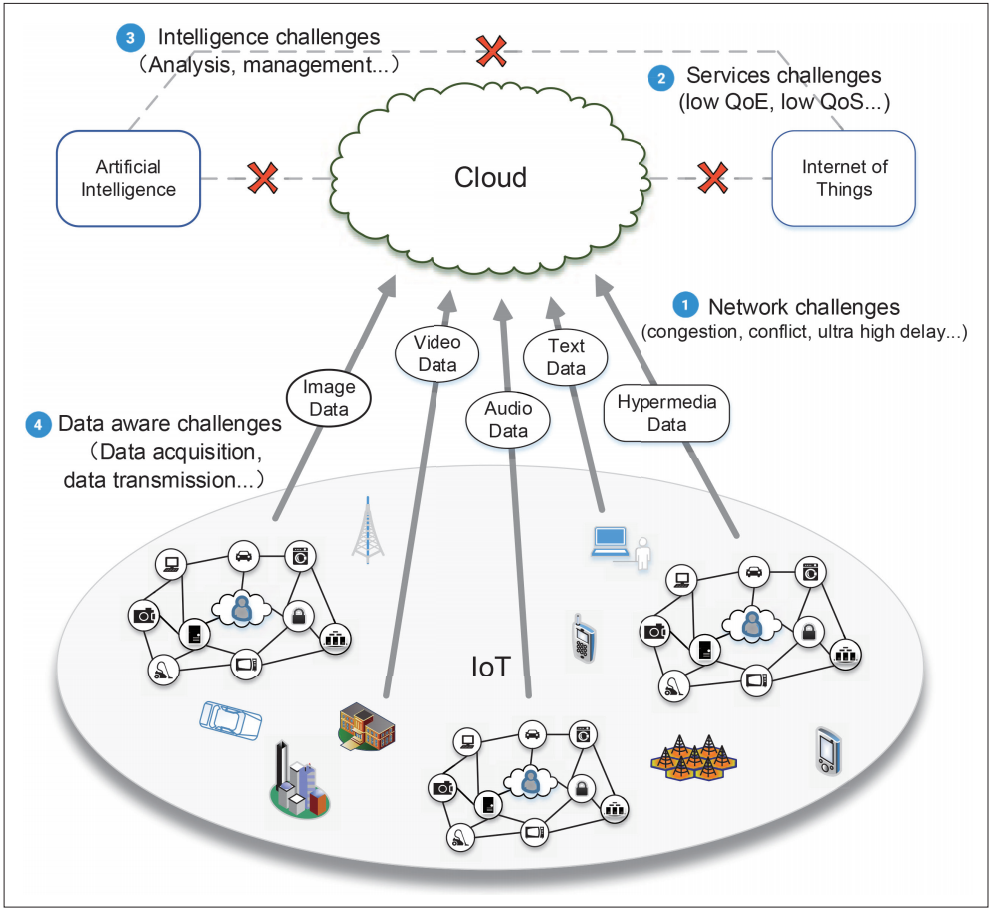 3 Intelligence challenges
（Analysis, management...）
2 Services challenges
(low QoE, low QoS...)
Artificial
Intelligence
Cloud
Internet of
Things
1 Network challenges
(congestion, conflict, ultra high delay...)
Video
Data
Text
Data
Image
Data
Audio
Data
Hypermedia
Data
4 Data aware challenges
（Data acquisition,
data transmission...）
IoT